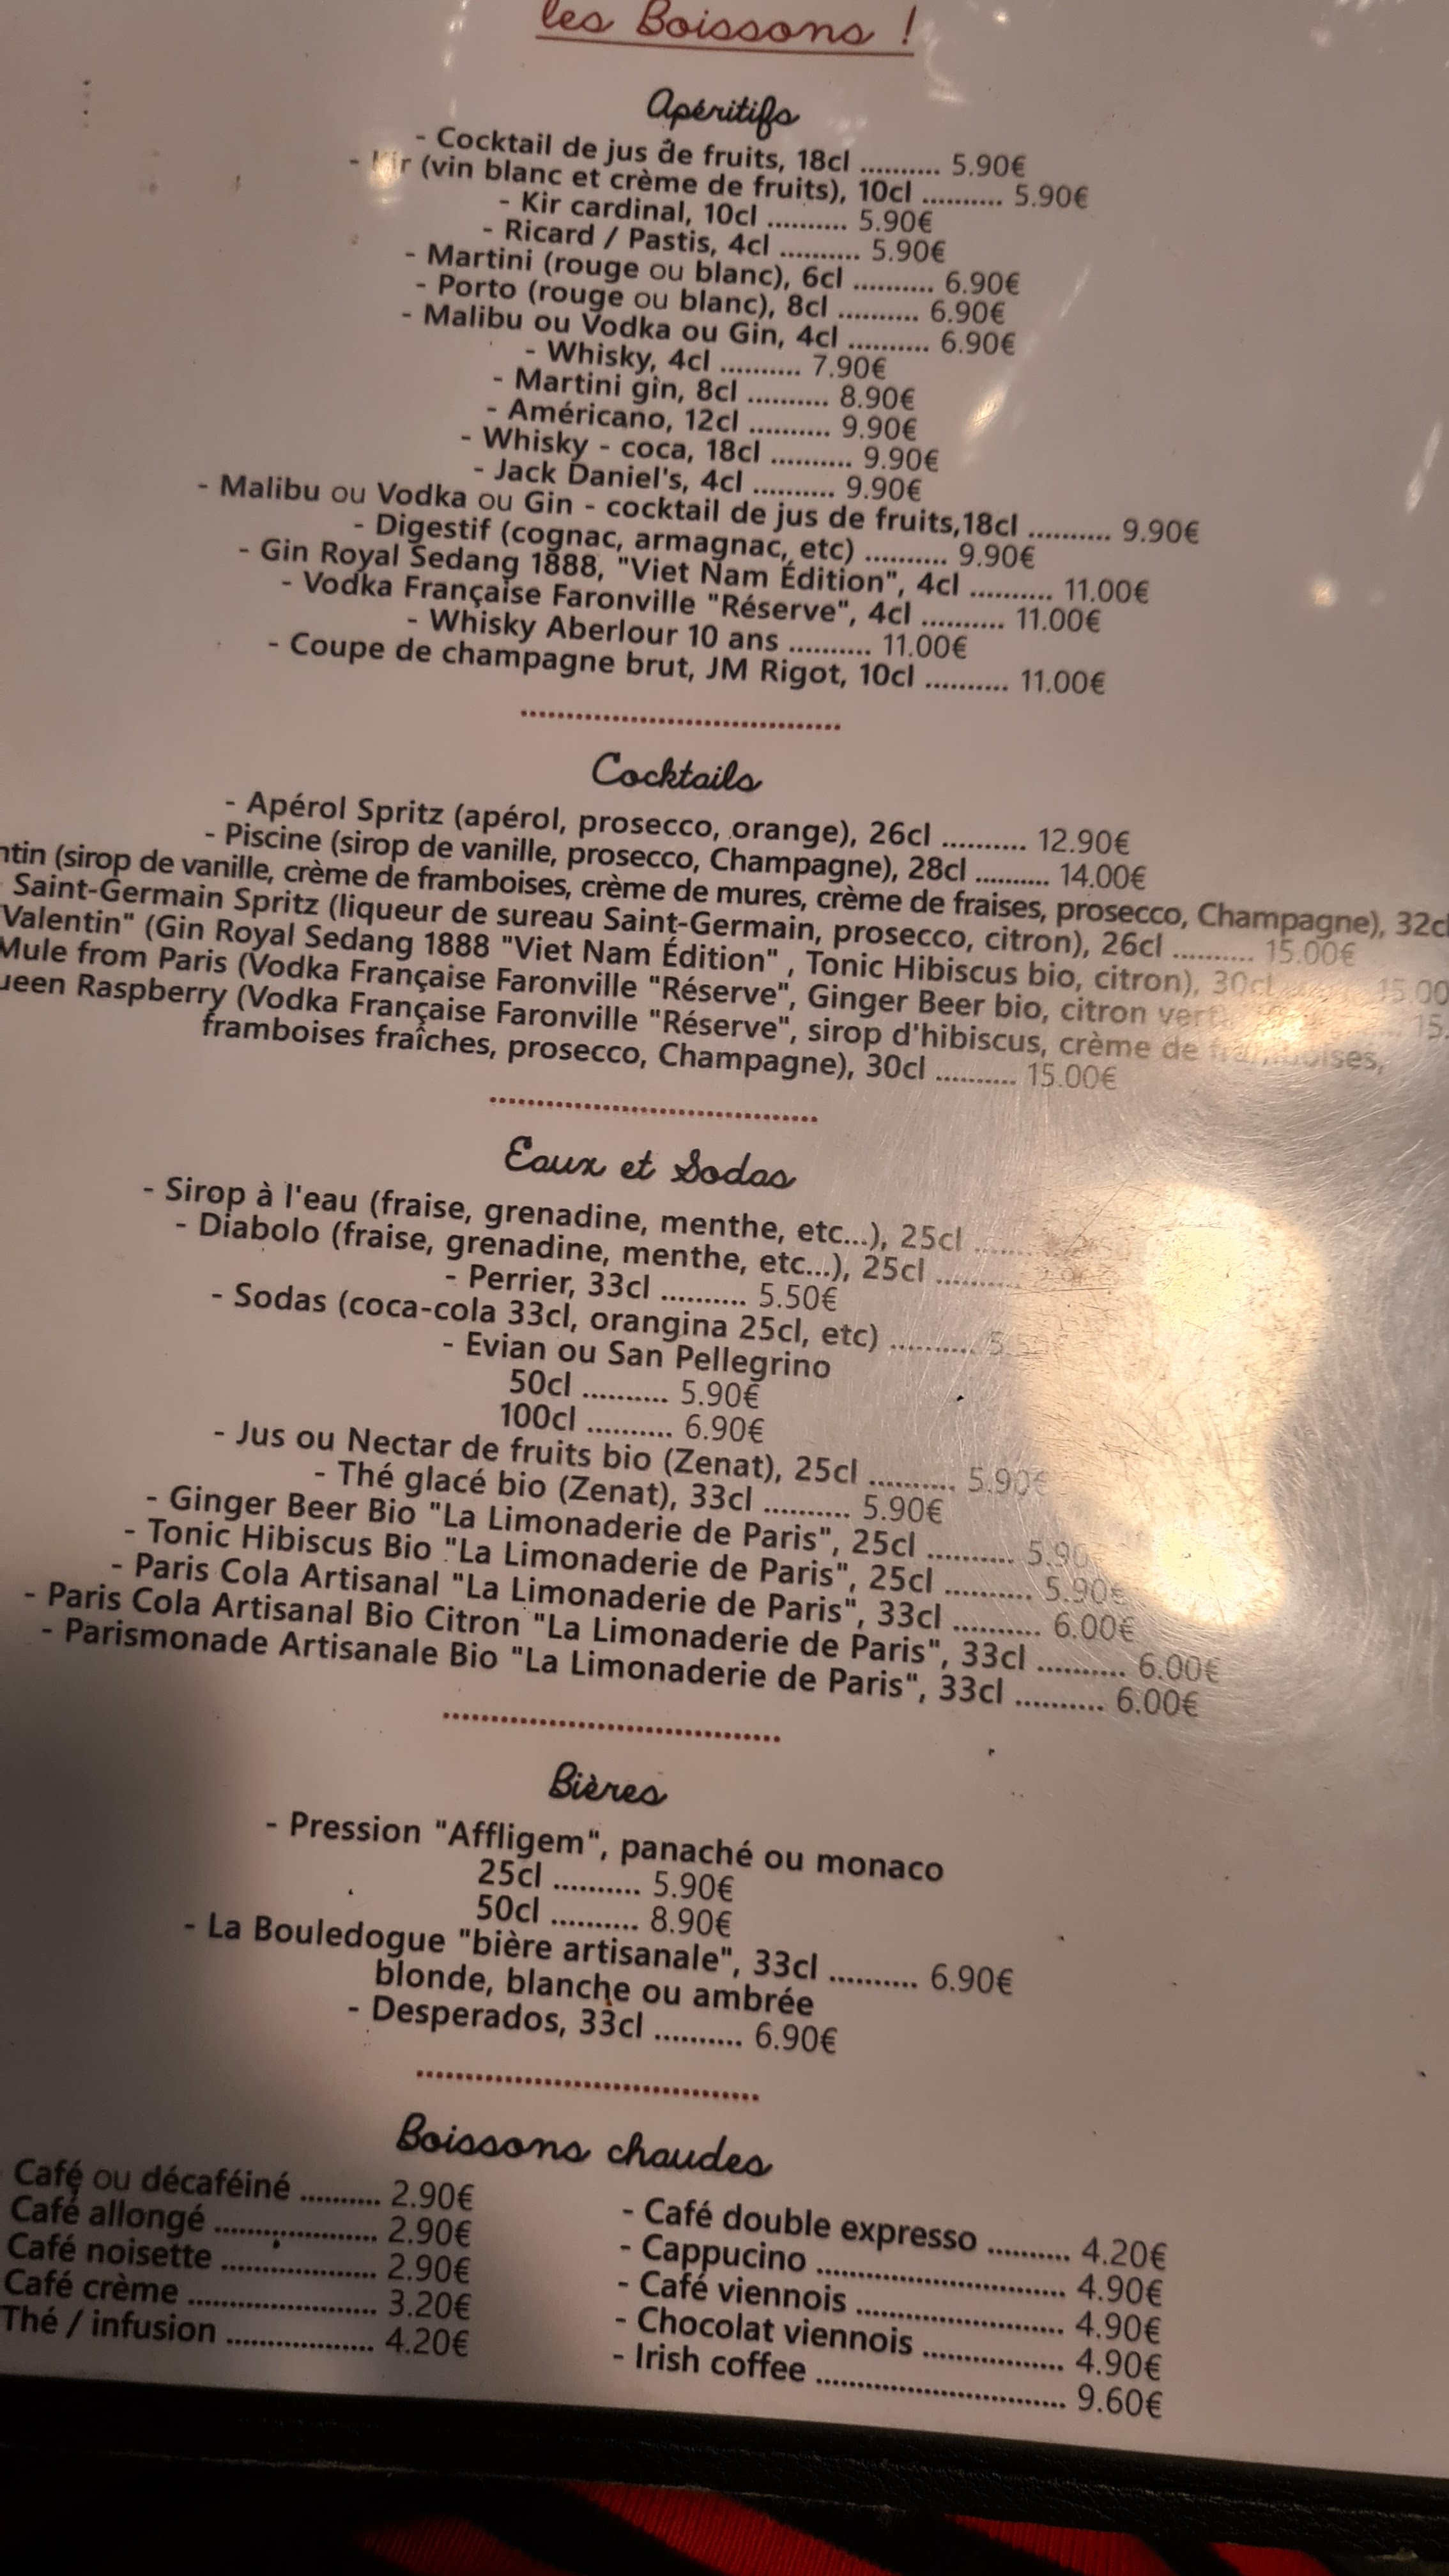 les Boissons !
Apéritifs
- Cocktail de jus de fruits, 18cl .......... 5.90€
- Kir (vin blanc et crème de fruits), 10cl .......... 5.90€
- Kir cardinal, 10cl .......... 5.90€
- Ricard / Pastis, 4cl .......... 5.90€
- Martini (rouge ou blanc), 6cl .......... 6.90€
- Porto (rouge ou blanc), 8cl .......... 6.90€
- Malibu ou Vodka ou Gin, 4cl .......... 6.90€
- Whisky, 4cl .......... 7.90€
- Martini gin, 8cl .......... 8.90€
- Américano, 12cl .......... 9.90€
- Whisky - coca, 18cl .......... 9.90€
- Jack Daniel's, 4cl .......... 9.90€
- Malibu ou Vodka ou Gin - cocktail de jus de fruits,18cl .......... 9.90€
- Digestif (cognac, armagnac, etc) .......... 9.90€
- Gin Royal Sedang 1888, "Viet Nam Édition", 4cl .......... 11.00€
- Vodka Française Faronville "Réserve", 4cl .......... 11.00€
- Whisky Aberlour 10 ans .......... 11.00€
- Coupe de champagne brut, JM Rigot, 10cl .......... 11.00€
Cocktails
- Apérol Spritz (apérol, prosecco, orange), 26cl .......... 12.90€
- Piscine (sirop de vanille, prosecco, Champagne), 28cl .......... 14.00€
ntin (sirop de vanille, crème de framboises, crème de mures, crème de fraises, prosecco, Champagne), 32cl
- Saint-Germain Spritz (liqueur de sureau Saint-Germain, prosecco, citron), 26cl .......... 15.00€
Valentin" (Gin Royal Sedang 1888 "Viet Nam Édition" , Tonic Hibiscus bio, citron), 30cl 15.00
Mule from Paris (Vodka Française Faronville "Réserve", Ginger Beer bio, citron vert) 15.
ueen Raspberry (Vodka Française Faronville "Réserve", sirop d'hibiscus, crème de framboises,
framboises fraîches, prosecco, Champagne), 30cl .......... 15.00€
Eaux et Sodas
- Sirop à l'eau (fraise, grenadine, menthe, etc...), 25cl ..........
- Diabolo (fraise, grenadine, menthe, etc...), 25cl ..........
- Perrier, 33cl .......... 5.50€
- Sodas (coca-cola 33cl, orangina 25cl, etc) ..........
- Evian ou San Pellegrino
50cl .......... 5.90€
100cl .......... 6.90€
- Jus ou Nectar de fruits bio (Zenat), 25cl .......... 5.90€
- Thé glacé bio (Zenat), 33cl .......... 5.90€
- Ginger Beer Bio "La Limonaderie de Paris", 25cl .......... 5.90
- Tonic Hibiscus Bio "La Limonaderie de Paris", 25cl .......... 5.90€
- Paris Cola Artisanal "La Limonaderie de Paris", 33cl .......... 6.00€
- Paris Cola Artisanal Bio Citron "La Limonaderie de Paris", 33cl .......... 6.00€
- Parismonade Artisanale Bio "La Limonaderie de Paris", 33cl .......... 6.00€
Bières
- Pression "Affligem", panaché ou monaco
25cl .......... 5.90€
50cl .......... 8.90€
- La Bouledogue "bière artisanale", 33cl .......... 6.90€
blonde, blanche ou ambrée
- Desperados, 33cl .......... 6.90€
Boissons chaudes
Café ou décaféiné .......... 2.90€
Café allongé .................... 2.90€
Café noisette ................... 2.90€
Café crème ....................... 3.20€
Thé / infusion .................. 4.20€
- Café double expresso .......... 4.20€
- Cappucino .............................. 4.90€
- Café viennois ......................... 4.90€
- Chocolat viennois ................. 4.90€
- Irish coffee .............................. 9.60€